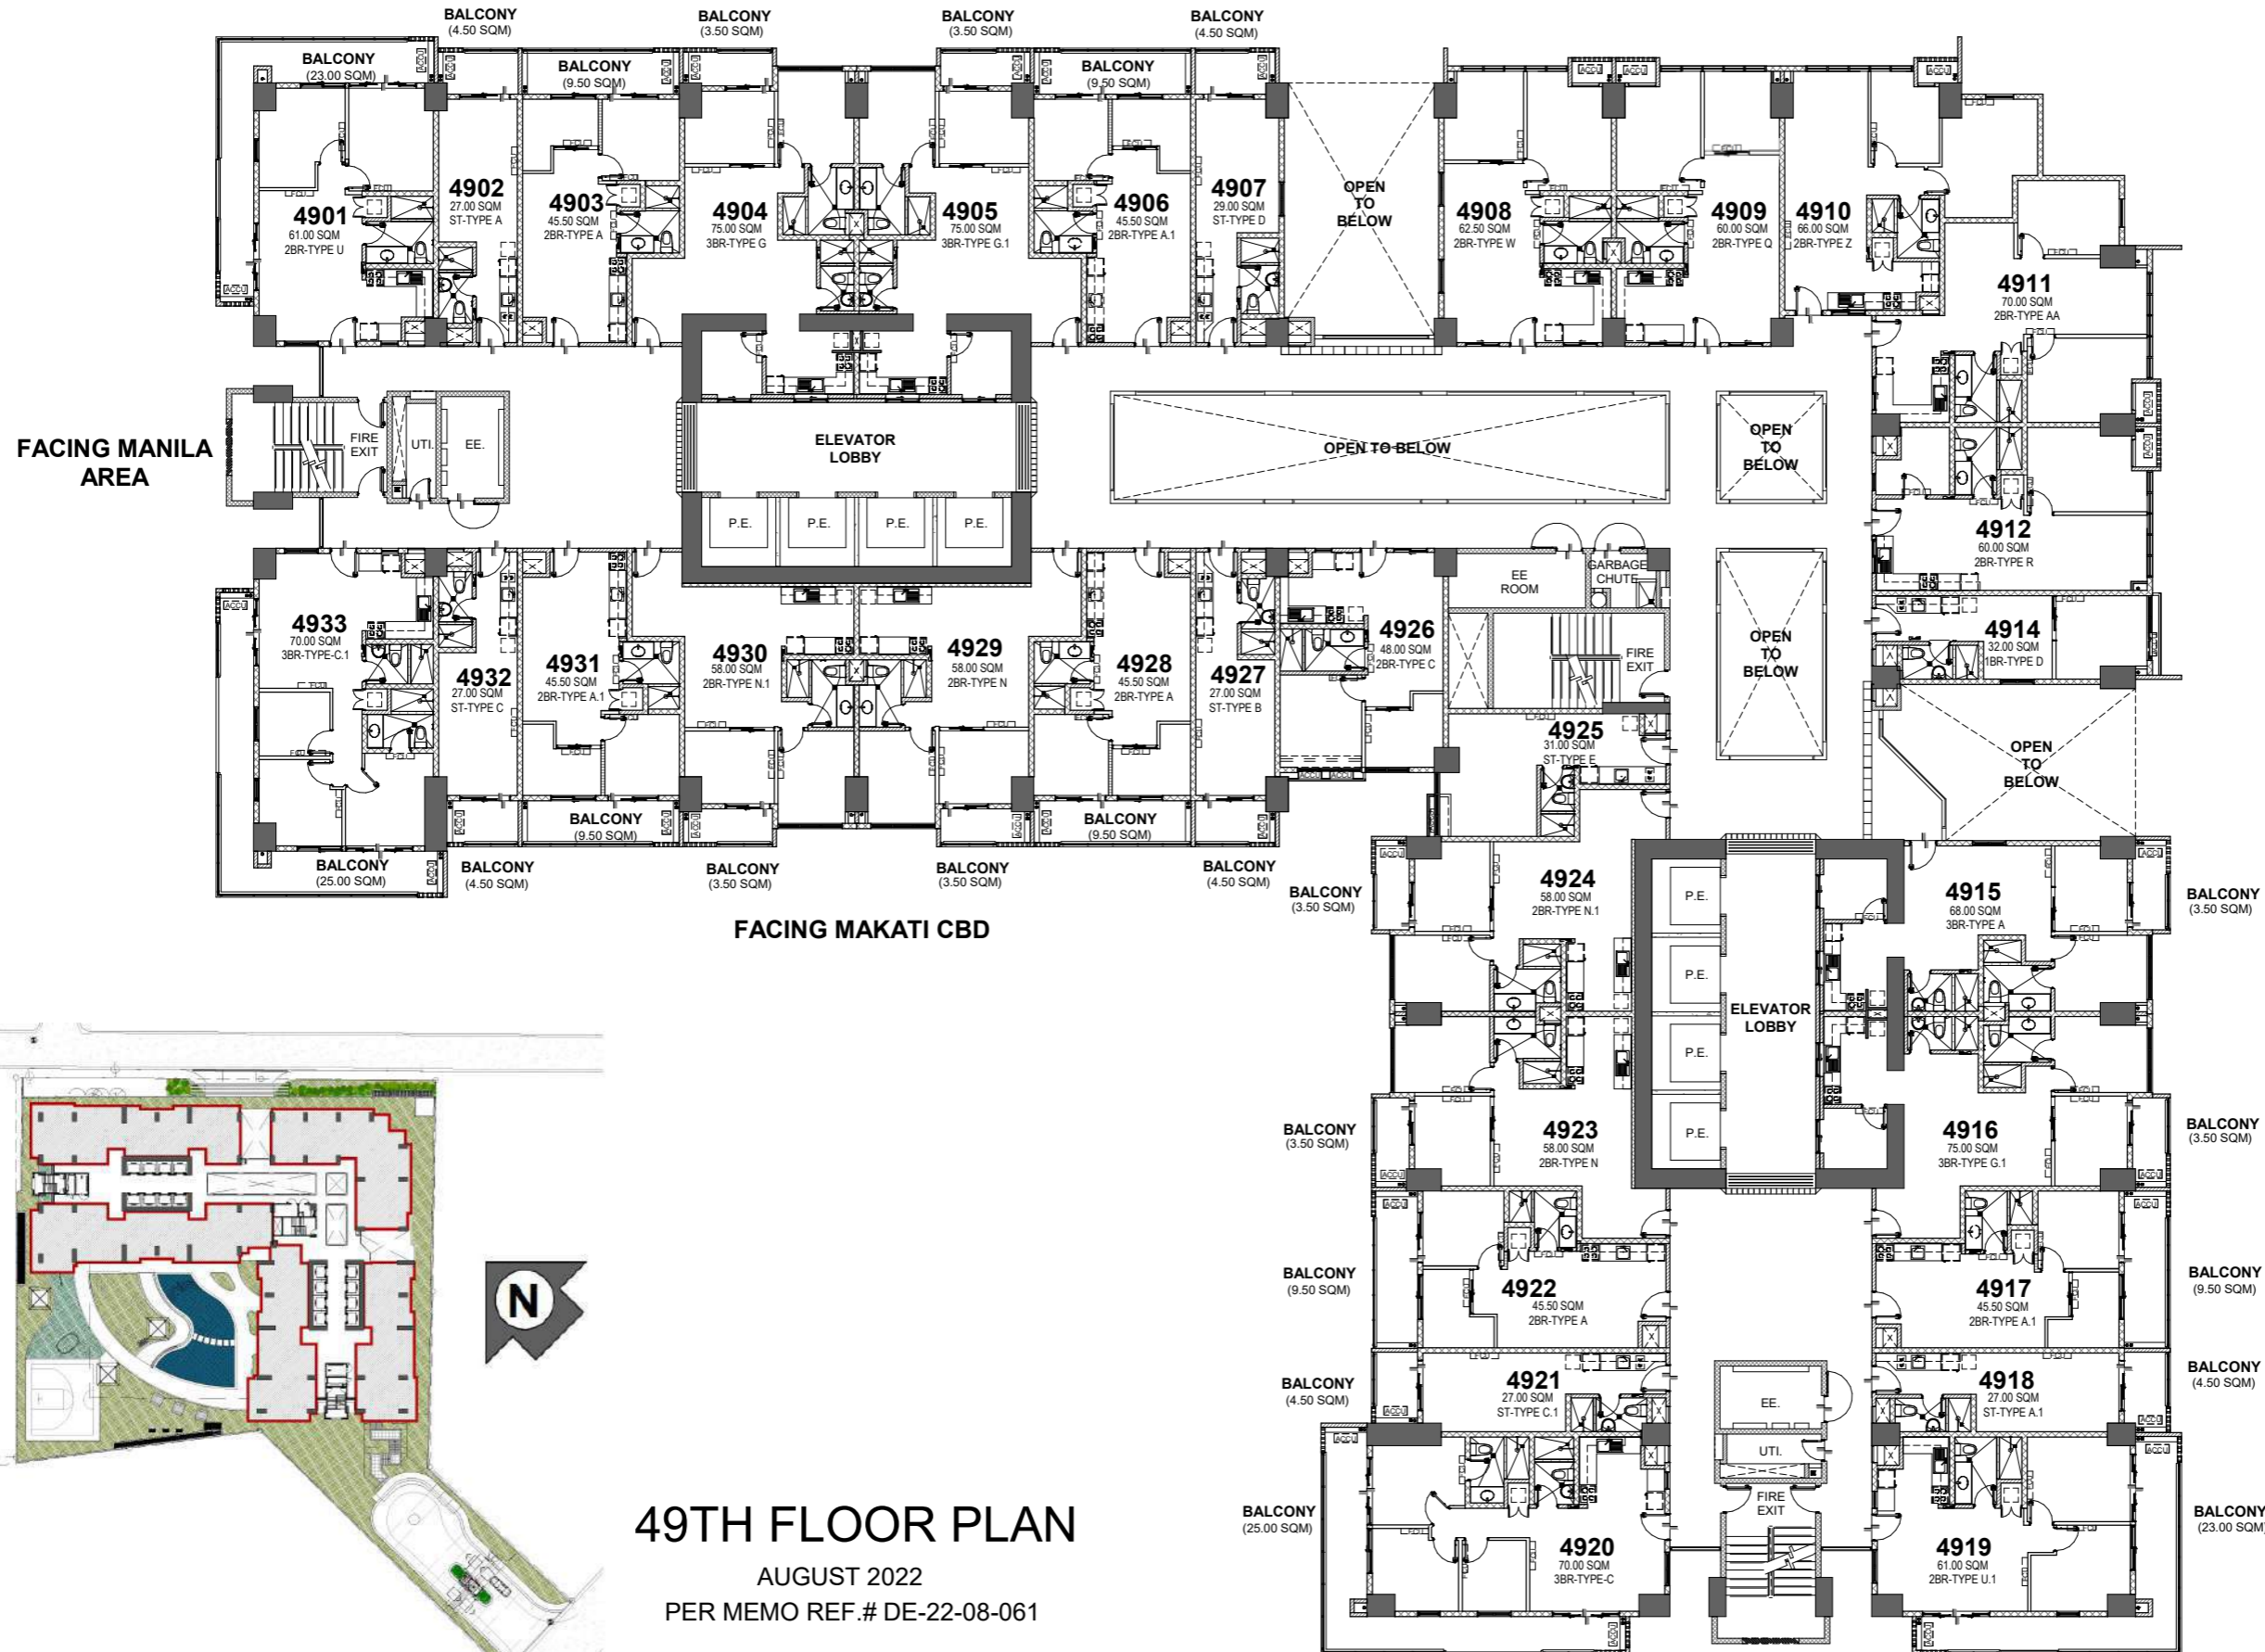 BALCONY
(4.50 SQM)
BALCONY
(3.50 SQM)
BALCONY
(3.50 SQM)
BALCONY
(4.50 SQM)
BALCONY
(23.00 SQM)
BALCONY
(9.50 SQM)
BALCONY
(9.50 SQM)
4901
61.00 SQM
2BR-TYPE U
4902
27.00 SQM
ST-TYPE A
4903
45.50 SQM
2BR-TYPE A
4904
75.00 SQM
3BR-TYPE G
4905
75.00 SQM
3BR-TYPE G.1
4906
45.50 SQM
2BR-TYPE A.1
4907
29.00 SQM
ST-TYPE D
OPEN
TO
BELOW
4908
62.50 SQM
2BR-TYPE W
4909
60.00 SQM
2BR-TYPE Q
4910
66.00 SQM
2BR-TYPE Z
4911
70.00 SQM
2BR-TYPE AA
FACING MANILA
AREA
FIRE
EXIT
UTI.
EE.
ELEVATOR
LOBBY
P.E.
P.E.
P.E.
P.E.
OPEN TO BELOW
OPEN
TO
BELOW
4912
60.00 SQM
2BR-TYPE R
4933
70.00 SQM
3BR-TYPE-C.1
4932
27.00 SQM
ST-TYPE C
4931
45.50 SQM
2BR-TYPE A.1
4930
58.00 SQM
2BR-TYPE N.1
4929
58.00 SQM
2BR-TYPE N
4928
45.50 SQM
2BR-TYPE A
4927
27.00 SQM
ST-TYPE B
4926
48.00 SQM
2BR-TYPE C
EE
ROOM
GARBAGE
CHUTE
FIRE
EXIT
OPEN
TO
BELOW
4914
32.00 SQM
1BR-TYPE D
4925
31.00 SQM
ST-TYPE E
OPEN
TO
BELOW
BALCONY
(25.00 SQM)
BALCONY
(4.50 SQM)
BALCONY
(9.50 SQM)
BALCONY
(3.50 SQM)
BALCONY
(3.50 SQM)
BALCONY
(9.50 SQM)
BALCONY
(4.50 SQM)
FACING MAKATI CBD
BALCONY
(3.50 SQM)
4924
58.00 SQM
2BR-TYPE N.1
P.E.
P.E.
P.E.
P.E.
ELEVATOR
LOBBY
4915
68.00 SQM
3BR-TYPE A
BALCONY
(3.50 SQM)
BALCONY
(3.50 SQM)
4923
58.00 SQM
2BR-TYPE N
4916
75.00 SQM
3BR-TYPE G.1
BALCONY
(3.50 SQM)
BALCONY
(9.50 SQM)
4922
45.50 SQM
2BR-TYPE A
4917
45.50 SQM
2BR-TYPE A.1
BALCONY
(9.50 SQM)
BALCONY
(4.50 SQM)
4921
27.00 SQM
ST-TYPE C.1
EE.
UTI.
4918
27.00 SQM
ST-TYPE A.1
BALCONY
(4.50 SQM)
BALCONY
(25.00 SQM)
4920
70.00 SQM
3BR-TYPE-C
FIRE
EXIT
4919
61.00 SQM
2BR-TYPE U.1
BALCONY
(23.00 SQM)
N
49TH FLOOR PLAN
AUGUST 2022
PER MEMO REF.# DE-22-08-061